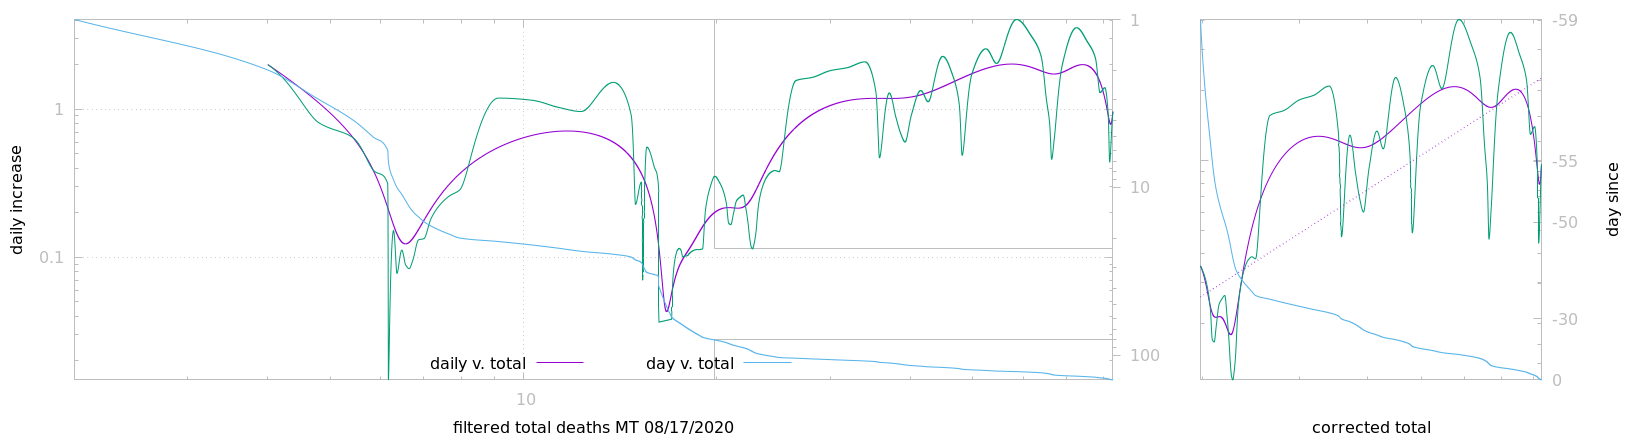 1
0.1
daily increase
10
filtered total deaths MT 08/17/2020
daily v. total
day v. total
1
10
100
-59
-55
-50
-30
0
day since
corrected total